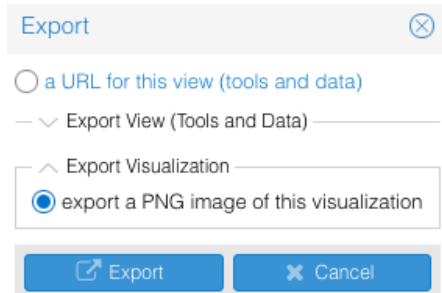 Export
a URL for this view (tools and data)
Export View (Tools and Data)
Export Visualization
export a PNG image of this visualization
Export
Cancel